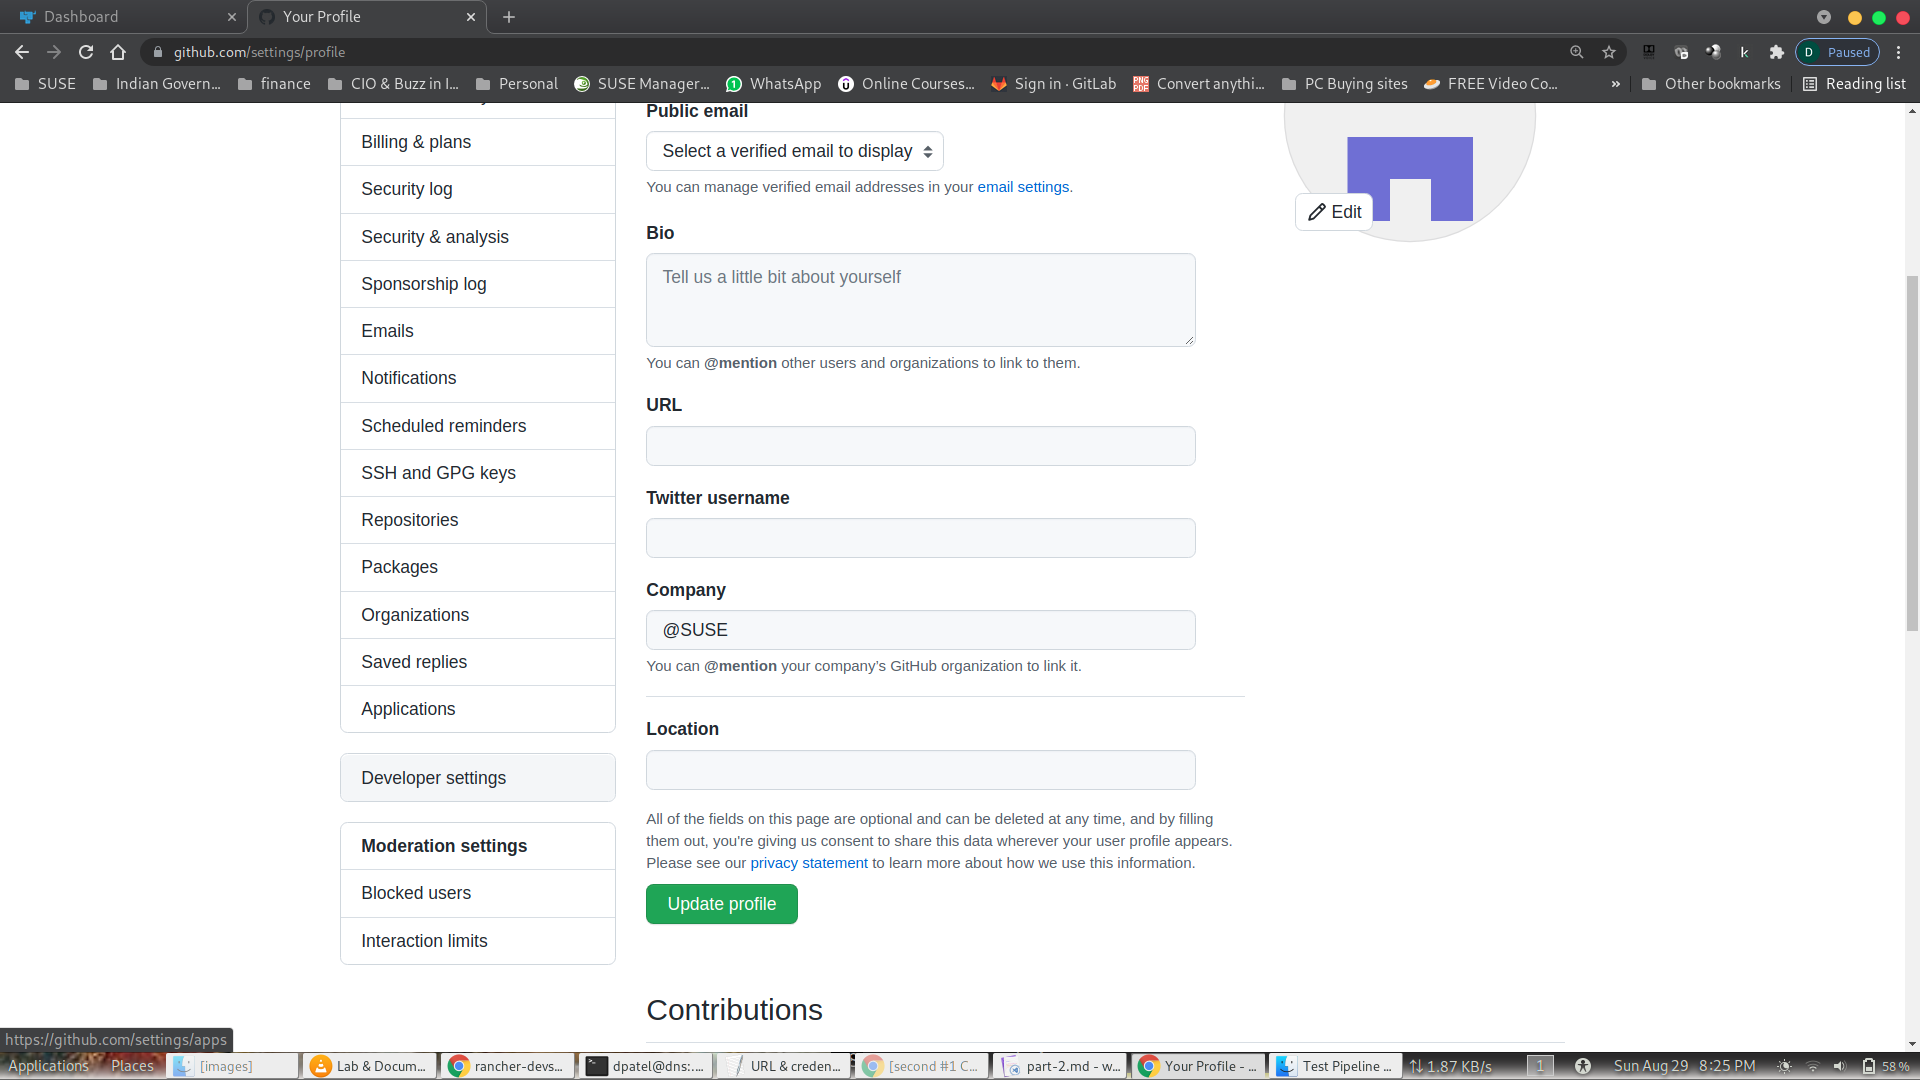 Dashboard
Your Profile
github.com/settings/profile
Paused
SUSE
Indian Govern...
finance
CIO & Buzz in I...
Personal
SUSE Manager...
WhatsApp
Online Courses...
Sign in · GitLab
Convert anythi...
PC Buying sites
FREE Video Co...
»
Other bookmarks
Reading list
Billing & plans
Security log
Security & analysis
Sponsorship log
Emails
Notifications
Scheduled reminders
SSH and GPG keys
Repositories
Packages
Organizations
Saved replies
Applications
Developer settings
Moderation settings
Blocked users
Interaction limits
Public email
Select a verified email to display
You can manage verified email addresses in your email settings.
Bio
Tell us a little bit about yourself
You can @mention other users and organizations to link to them.
URL
Twitter username
Company
@SUSE
You can @mention your company's GitHub organization to link it.
Location
All of the fields on this page are optional and can be deleted at any time, and by filling
them out, you're giving us consent to share this data wherever your user profile appears.
Please see our privacy statement to learn more about how we use this information.
Update profile
Contributions
Edit
https://github.com/settings/apps
Applications
Places
[images]
Lab & Docum...
rancher-devs...
dpatel@dns:...
URL & creden...
[second #1 C...
part-2.md - w...
Your Profile - ...
Test Pipeline ...
1.87 KB/s
1
Sun Aug 29 8:25 PM
58 %